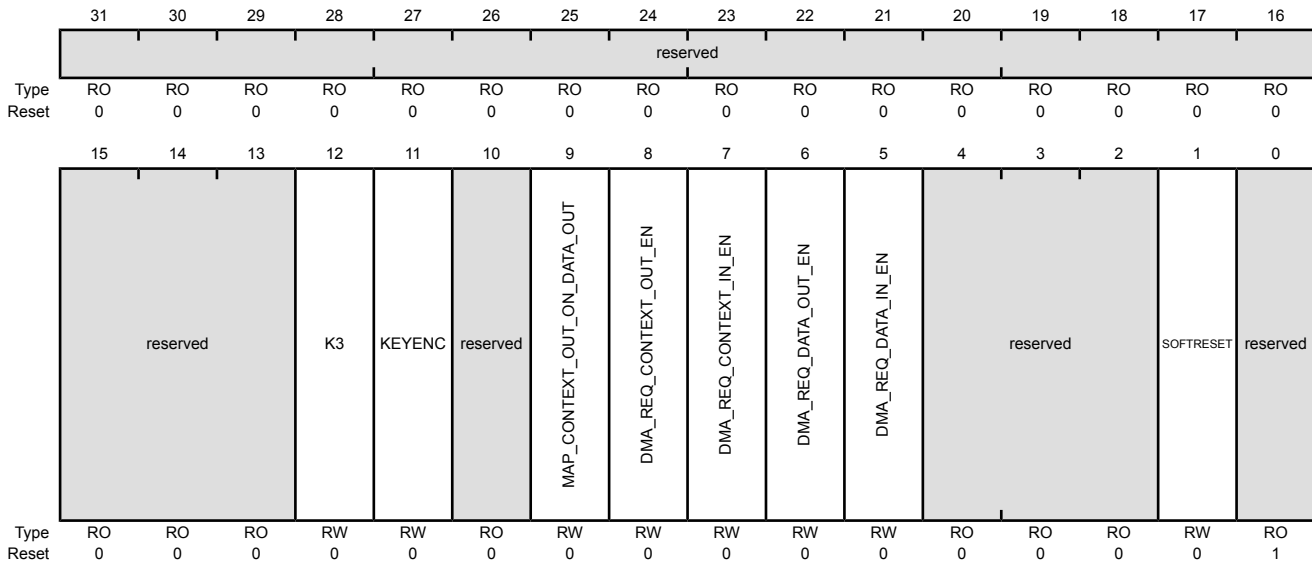 31 30 29 28 27 26 25 24 23 22 21 20 19 18 17 16
reserved
Type RO RO RO RO RO RO RO RO RO RO RO RO RO RO RO RO
Reset 0 0 0 0 0 0 0 0 0 0 0 0 0 0 0 0
15 14 13 12 11 10 9 8 7 6 5 4 3 2 1 0
reserved K3 KEYENC reserved MAP_CONTEXT_OUT_ON_DATA_OUT DMA_REQ_CONTEXT_OUT_EN DMA_REQ_CONTEXT_IN_EN DMA_REQ_DATA_OUT_EN DMA_REQ_DATA_IN_EN reserved SOFTRESET reserved
Type RO RO RO RW RW RO RW RW RW RW RW RO RO RO RW RO
Reset 0 0 0 0 0 0 0 0 0 0 0 0 0 0 0 1